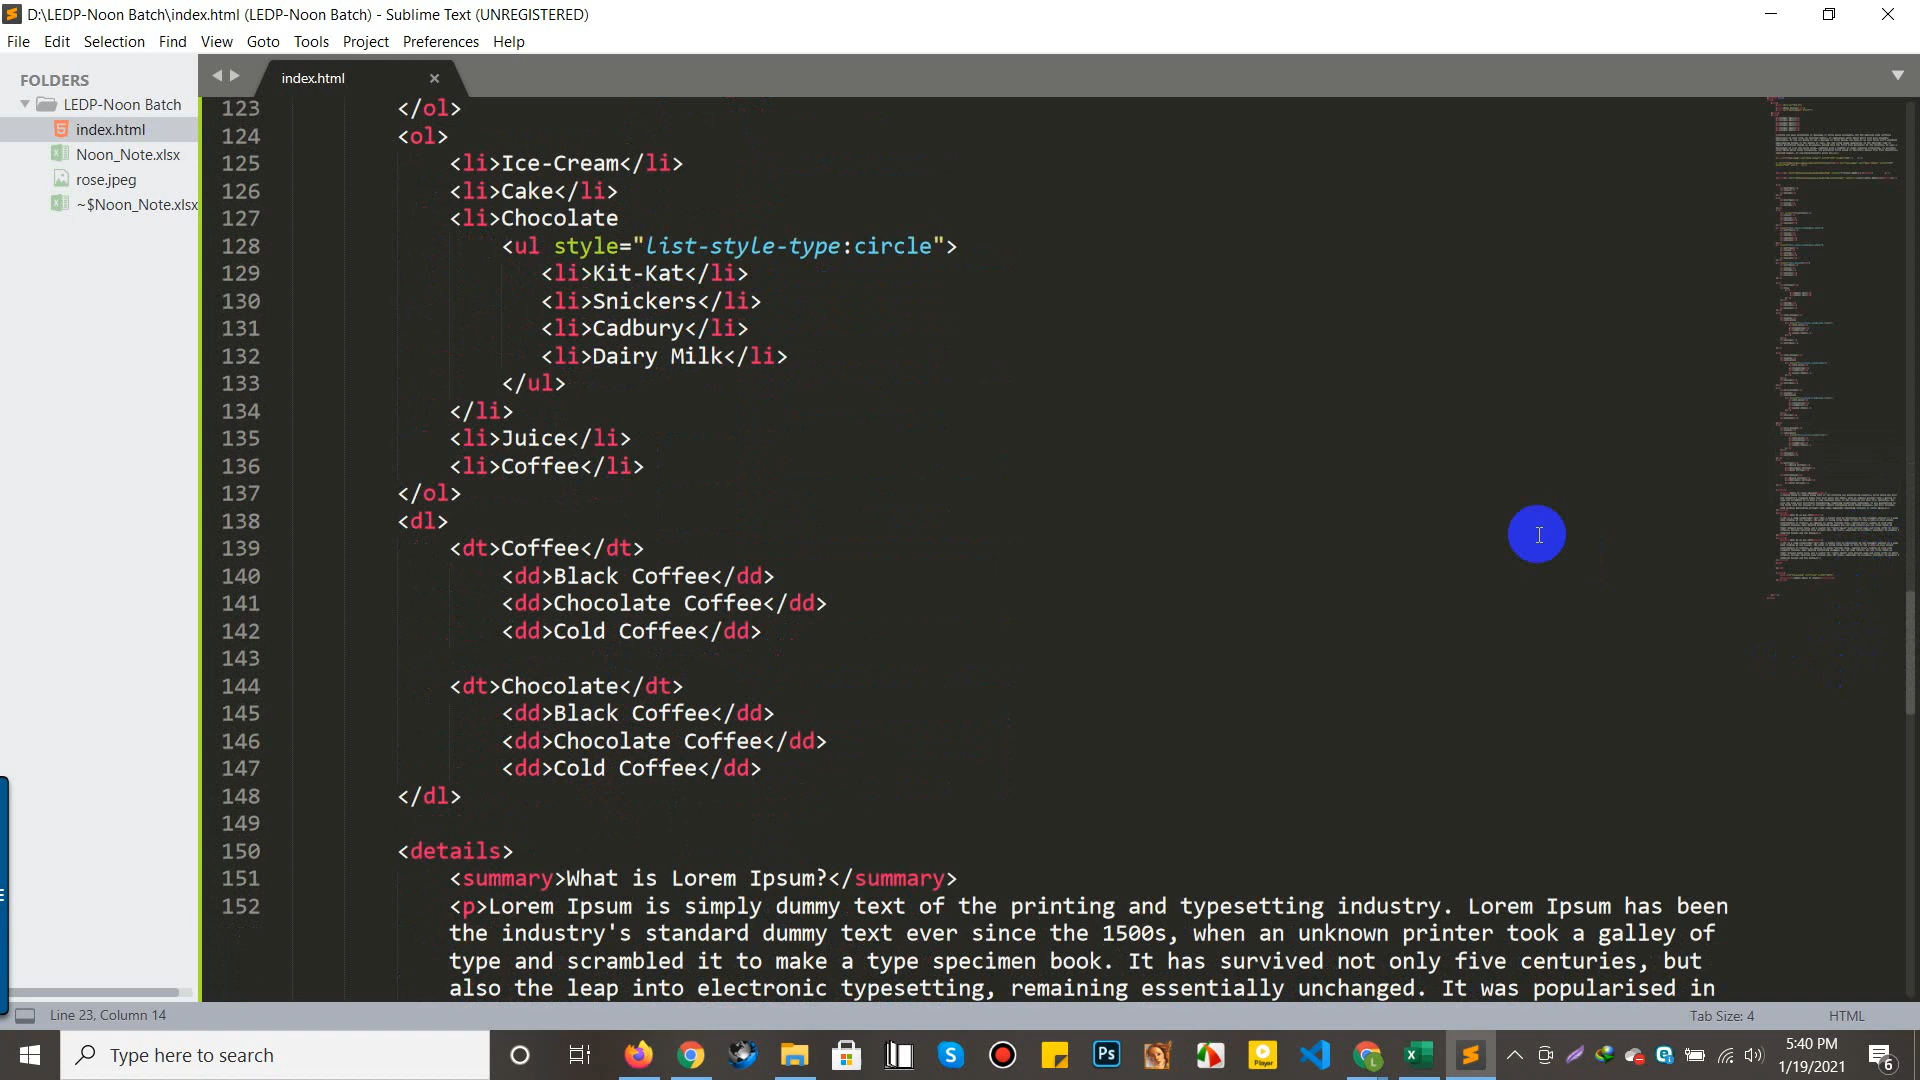 D:\LEDP-Noon Batch\index.html (LEDP-Noon Batch) - Sublime Text (UNREGISTERED)
File Edit Selection Find View Goto Tools Project Preferences Help
FOLDERS
LEDP-Noon Batch
index.html
Noon_Note.xlsx
rose.jpeg
~$Noon_Note.xlsx
index.html
123 </ol>
124 <ol>
125 <li>Ice-Cream</li>
126 <li>Cake</li>
127 <li>Chocolate
128 <ul style="list-style-type:circle">
129 <li>Kit-Kat</li>
130 <li>Snickers</li>
131 <li>Cadbury</li>
132 <li>Dairy Milk</li>
133 </ul>
134 </li>
135 <li>Juice</li>
136 <li>Coffee</li>
137 </ol>
138 <dl>
139 <dt>Coffee</dt>
140 <dd>Black Coffee</dd>
141 <dd>Chocolate Coffee</dd>
142 <dd>Cold Coffee</dd>
143
144 <dt>Chocolate</dt>
145 <dd>Black Coffee</dd>
146 <dd>Chocolate Coffee</dd>
147 <dd>Cold Coffee</dd>
148 </dl>
149
150 <details>
151 <summary>What is Lorem Ipsum?</summary>
152 <p>Lorem Ipsum is simply dummy text of the printing and typesetting industry. Lorem Ipsum has been
the industry's standard dummy text ever since the 1500s, when an unknown printer took a galley of
type and scrambled it to make a type specimen book. It has survived not only five centuries, but
also the leap into electronic typesetting, remaining essentially unchanged. It was popularised in
Line 23, Column 14
Tab Size: 4
HTML
Type here to search
Ps
Player
5:40 PM
1/19/2021
6